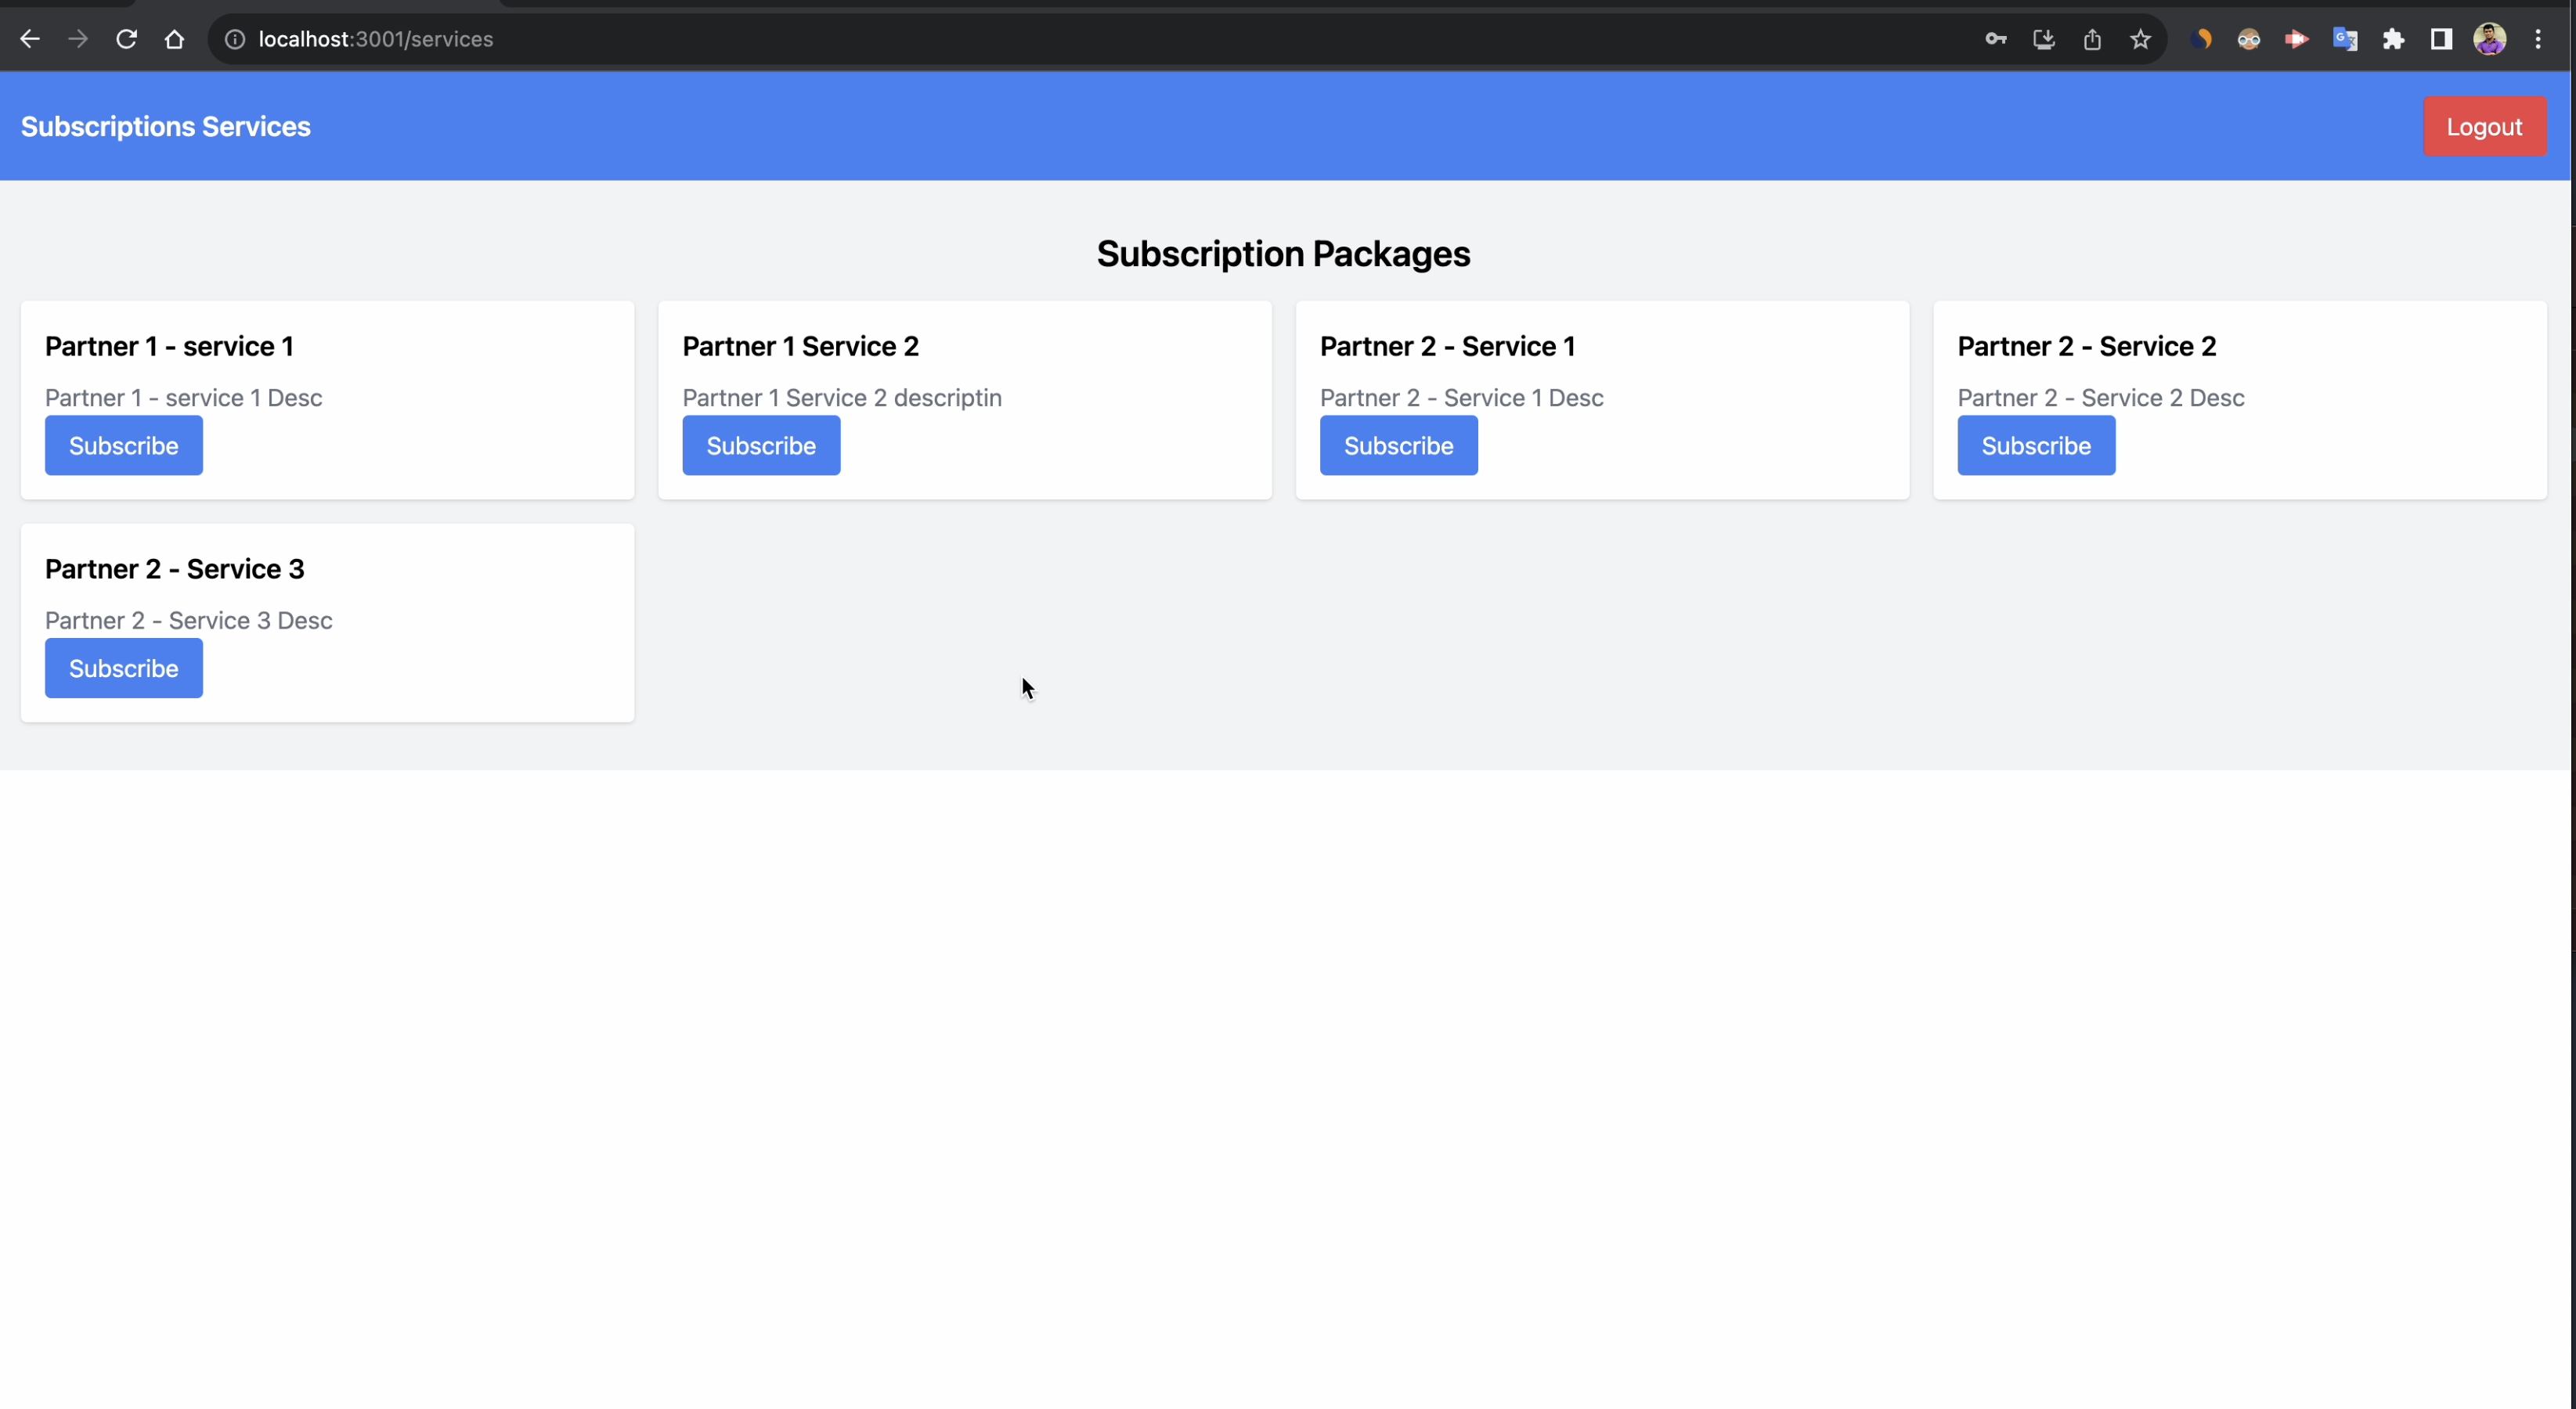 localhost:3001/services
Subscriptions Services
Logout
Subscription Packages
Partner 1 - service 1
Partner 1 - service 1 Desc
Subscribe
Partner 1 Service 2
Partner 1 Service 2 descriptin
Subscribe
Partner 2 - Service 1
Partner 2 - Service 1 Desc
Subscribe
Partner 2 - Service 2
Partner 2 - Service 2 Desc
Subscribe
Partner 2 - Service 3
Partner 2 - Service 3 Desc
Subscribe